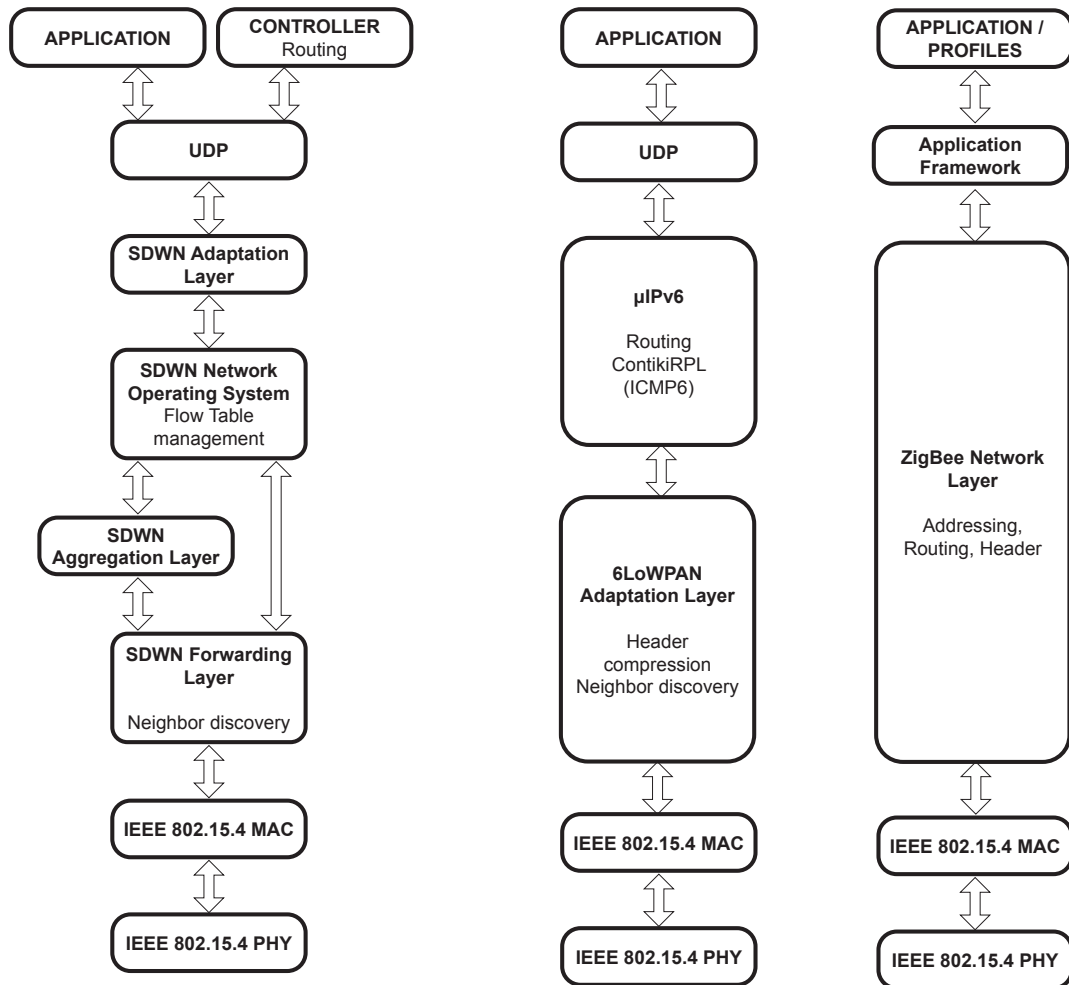 APPLICATION
CONTROLLER
Routing
UDP
SDWN Adaptation
Layer
SDWN Network
Operating System
Flow Table
management
SDWN
Aggregation Layer
SDWN Forwarding
Layer
Neighbor discovery
IEEE 802.15.4 MAC
IEEE 802.15.4 PHY
APPLICATION
UDP
µIPv6
Routing
ContikiRPL
(ICMP6)
6LoWPAN
Adaptation Layer
Header
compression
Neighbor discovery
IEEE 802.15.4 MAC
IEEE 802.15.4 PHY
APPLICATION /
PROFILES
Application
Framework
ZigBee Network
Layer
Addressing,
Routing, Header
IEEE 802.15.4 MAC
IEEE 802.15.4 PHY